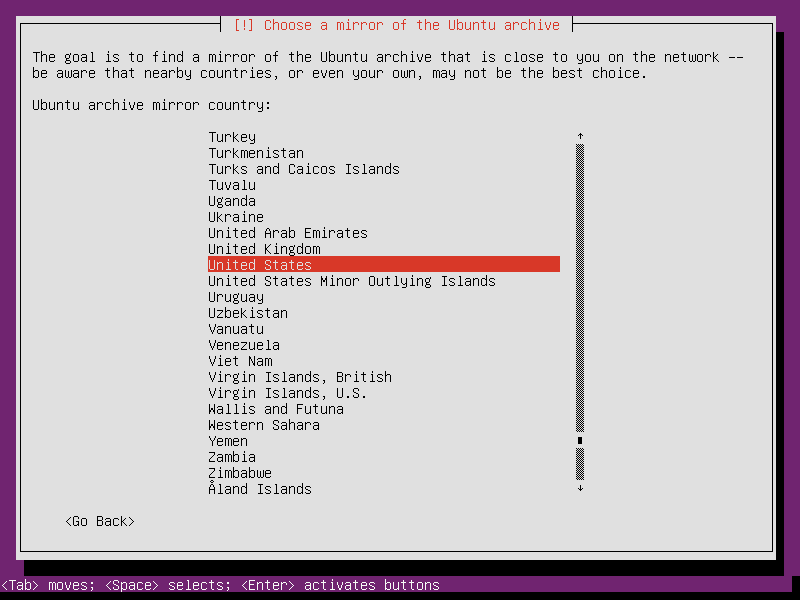 [!] Choose a mirror of the Ubuntu archive
The goal is to find a mirror of the Ubuntu archive that is close to you on the network --
be aware that nearby countries, or even your own, may not be the best choice.
Ubuntu archive mirror country:
Turkey
Turkmenistan
Turks and Caicos Islands
Tuvalu
Uganda
Ukraine
United Arab Emirates
United Kingdom
United States
United States Minor Outlying Islands
Uruguay
Uzbekistan
Vanuatu
Venezuela
Viet Nam
Virgin Islands, British
Virgin Islands, U.S.
Wallis and Futuna
Western Sahara
Yemen
Zambia
Zimbabwe
Åland Islands
<Go Back>
<Tab> moves; <Space> selects; <Enter> activates buttons